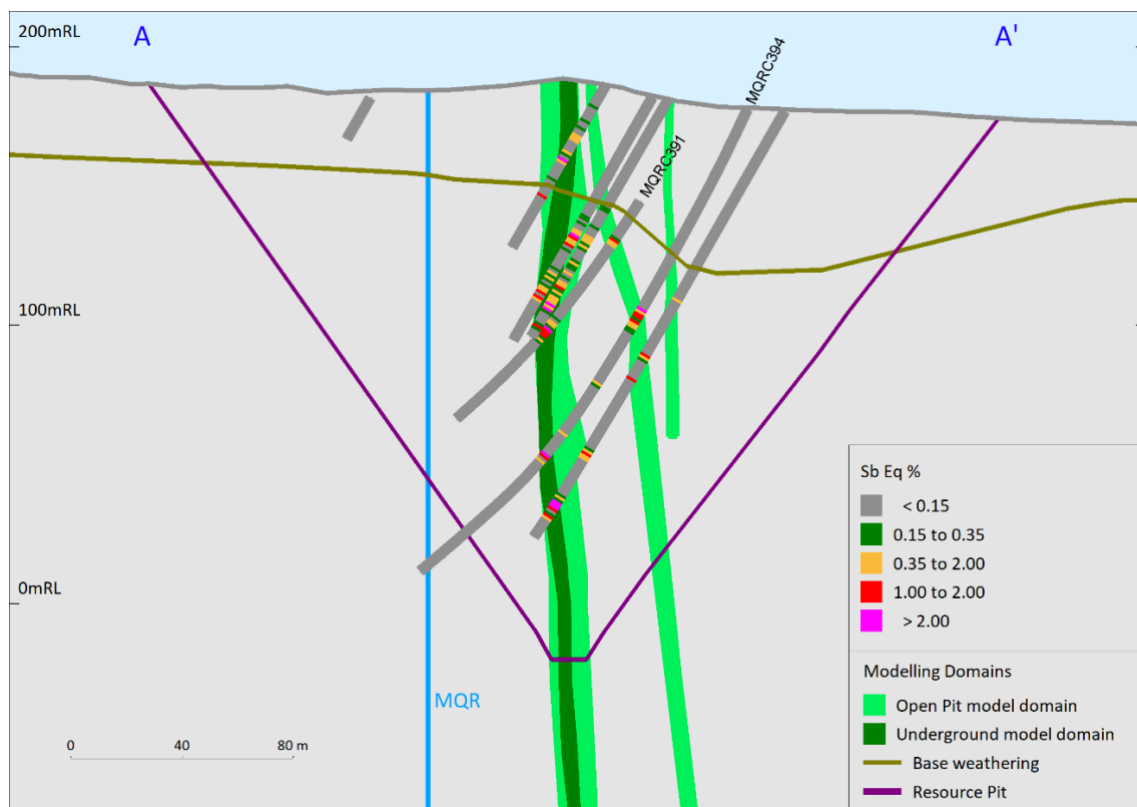 200mRL
A
A'
MQRC394
MQRC391
100mRL
0mRL
MQR
0 40 80 m
Sb Eq %
< 0.15
0.15 to 0.35
0.35 to 2.00
1.00 to 2.00
> 2.00
Modelling Domains
Open Pit model domain
Underground model domain
Base weathering
Resource Pit